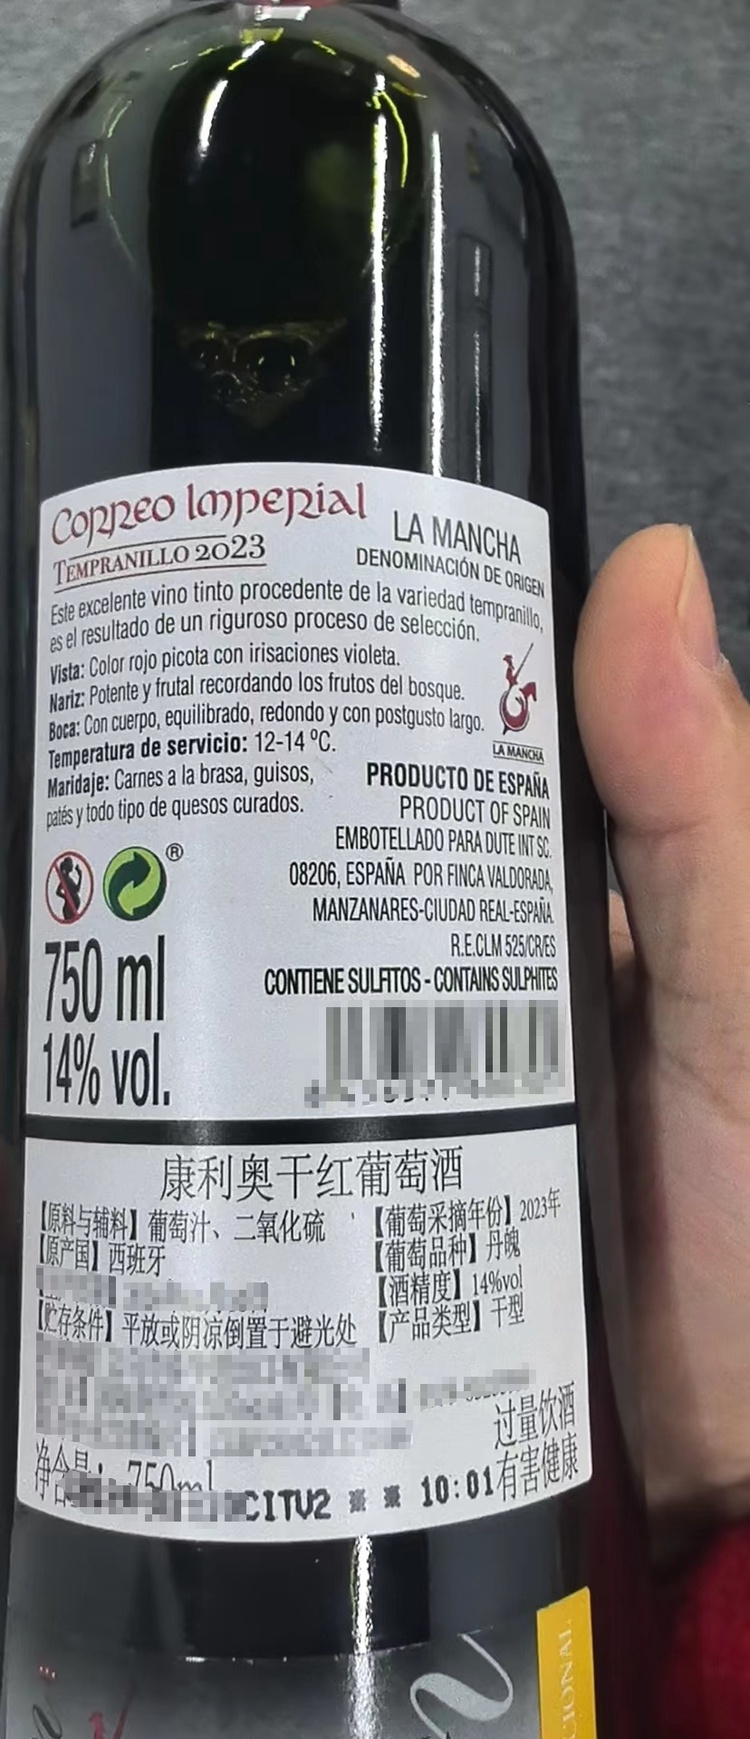 Correo Imperial
TEMPRANILLO 2023
LA MANCHA
DENOMINACIÓN DE ORIGEN
Este excelente vino tinto procedente de la variedad tempranillo,
es el resultado de un riguroso proceso de selección.
Vista: Color rojo picota con irisaciones violeta.
Nariz: Potente y frutal recordando los frutos del bosque.
Boca: Con cuerpo, equilibrado, redondo y con postgusto largo.
Temperatura de servicio: 12-14 ºC.
Maridaje: Carnes a la brasa, guisos,
patés y todo tipo de quesos curados.
LA MANCHA
PRODUCTO DE ESPAÑA
PRODUCT OF SPAIN
EMBOTELLADO PARA DUTE INT SC.
08206, ESPAÑA POR FINCA VALDORADA,
MANZANARES-CIUDAD REAL-ESPAÑA.
R.E.CLM 525/CR/ES
CONTIENE SULFITOS - CONTAINS SULPHITES
®
750 ml
14% vol.
康利奥干红葡萄酒
【原料与辅料】葡萄汁、二氧化硫
【原产国】西班牙
【贮存条件】平放或阴凉倒置于避光处
【葡萄采摘年份】2023年
【葡萄品种】丹魄
【酒精度】14%vol
【产品类型】干型
过量饮酒
有害健康
净含量: 750ml
CITV2
10:01
CIONAL